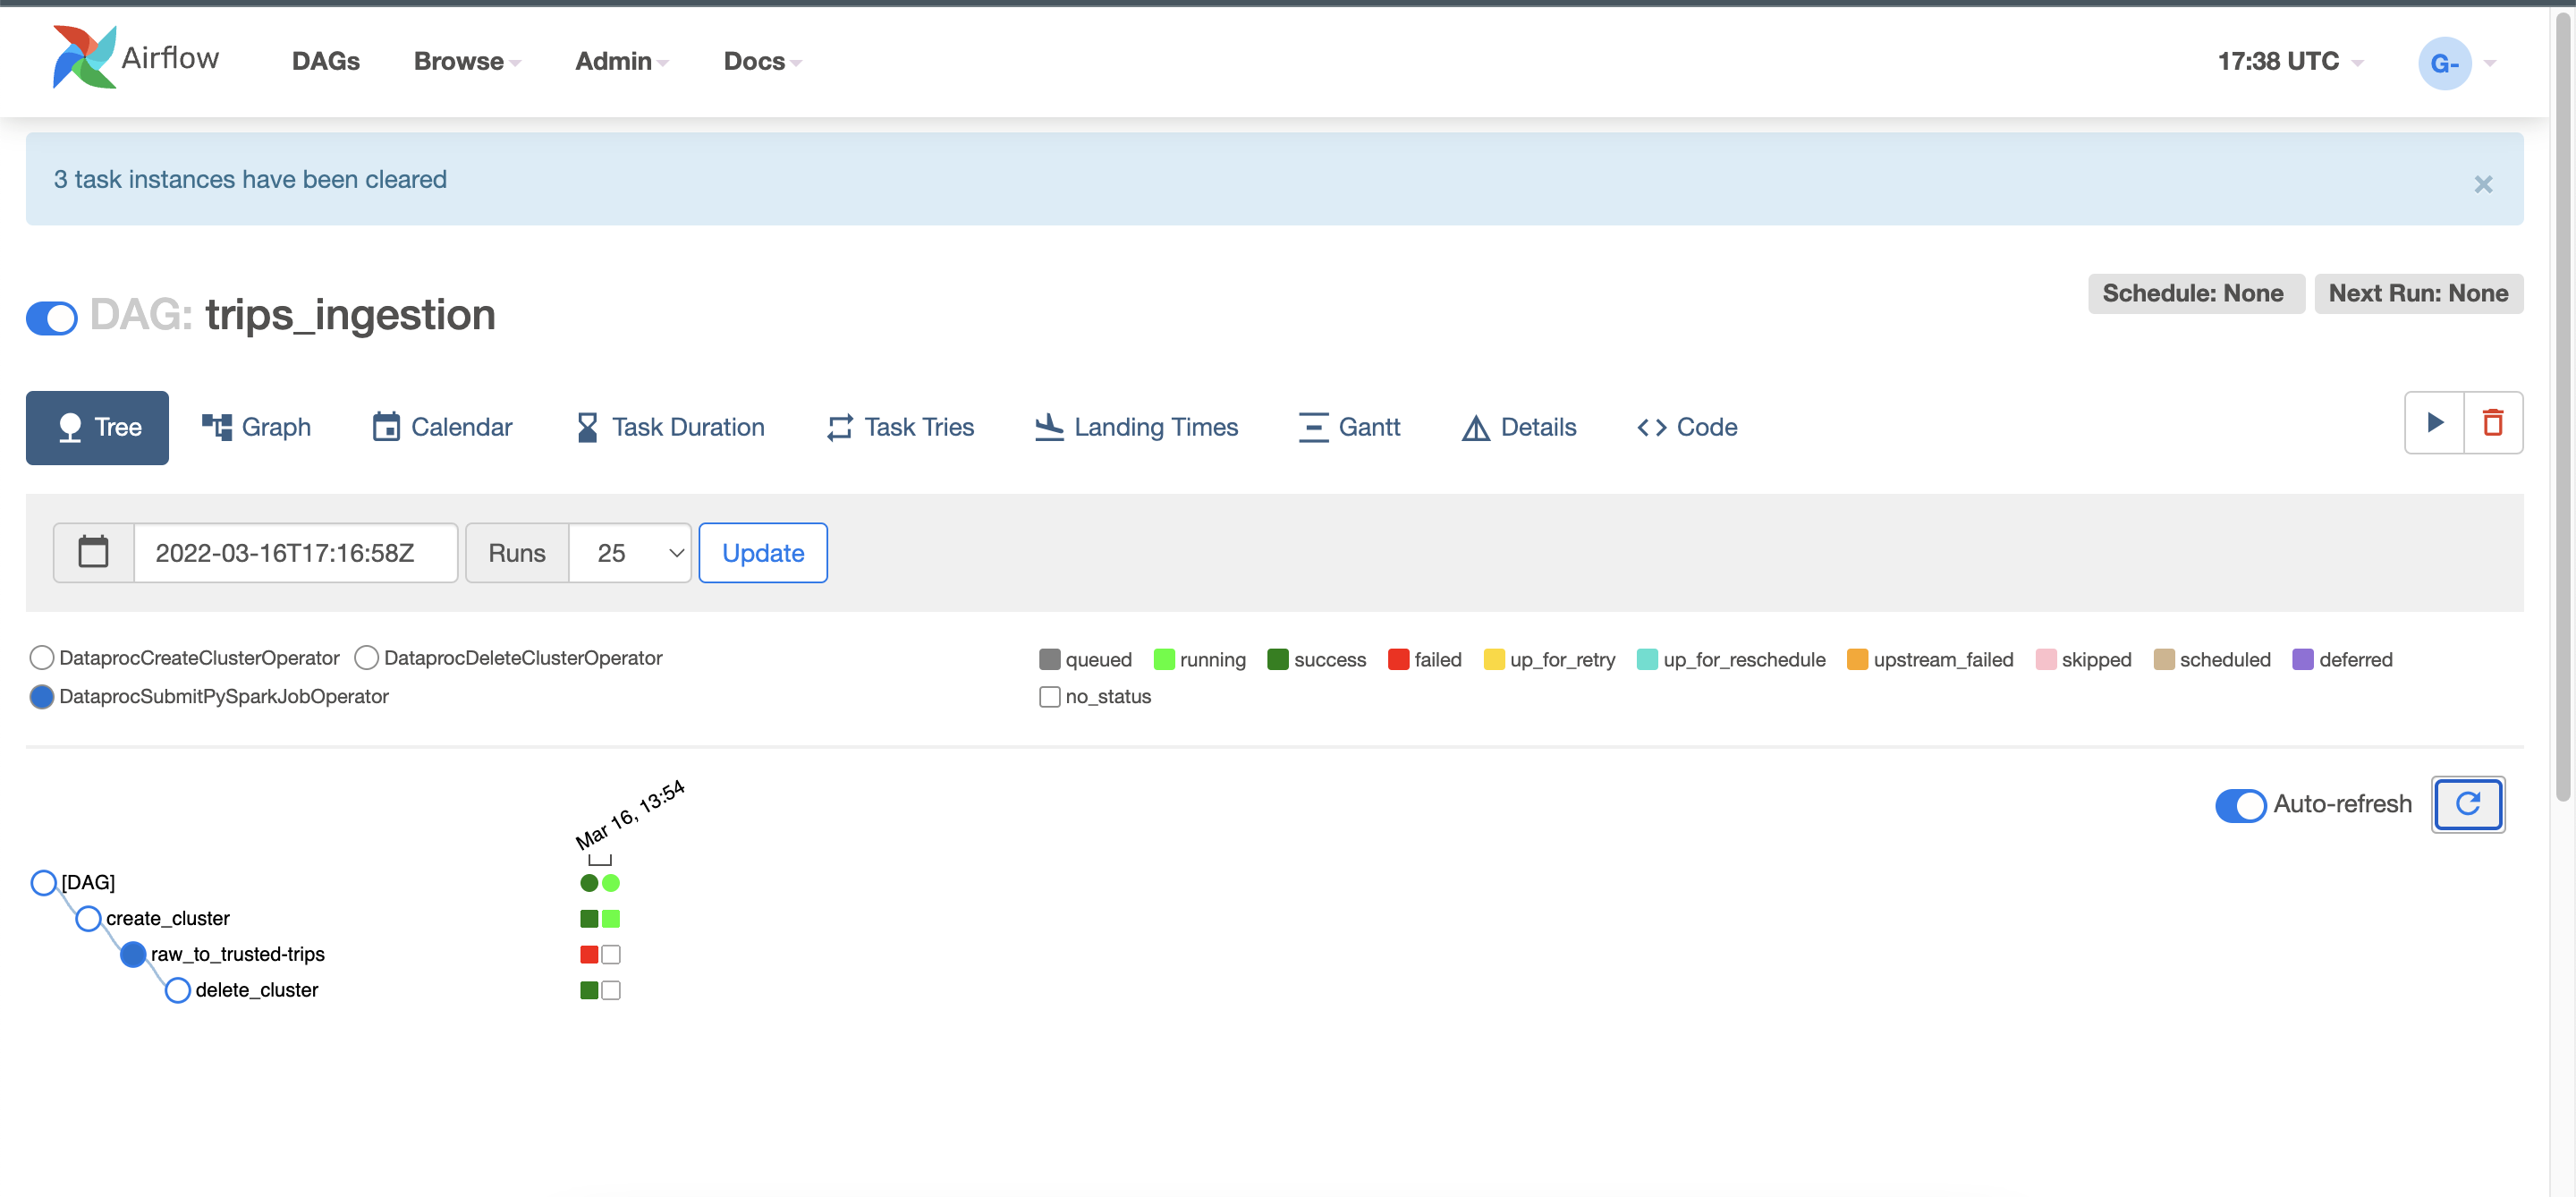 Airflow DAGs Browse Admin Docs 17:38 UTC G-
3 task instances have been cleared
DAG: trips_ingestion
Schedule: None Next Run: None
Tree Graph Calendar Task Duration Task Tries Landing Times Gantt Details Code
2022-03-16T17:16:58Z Runs 25 Update
DataprocCreateClusterOperator DataprocDeleteClusterOperator
DataprocSubmitPySparkJobOperator
queued running success failed up_for_retry up_for_reschedule upstream_failed skipped scheduled deferred
no_status
Mar 16, 13:54
Auto-refresh
[DAG]
create_cluster
raw_to_trusted-trips
delete_cluster